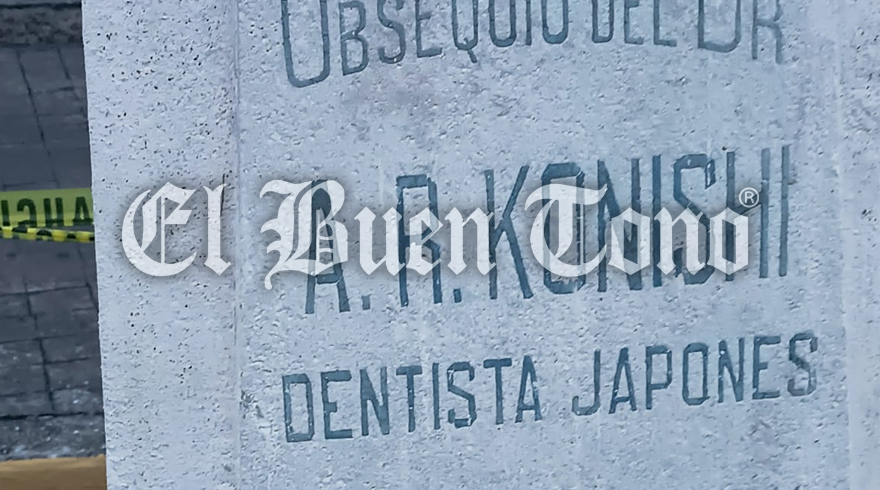 OBSEQUIO DEL DR
A. R. KONISHI
El Buen Tono®
DENTISTA JAPONES